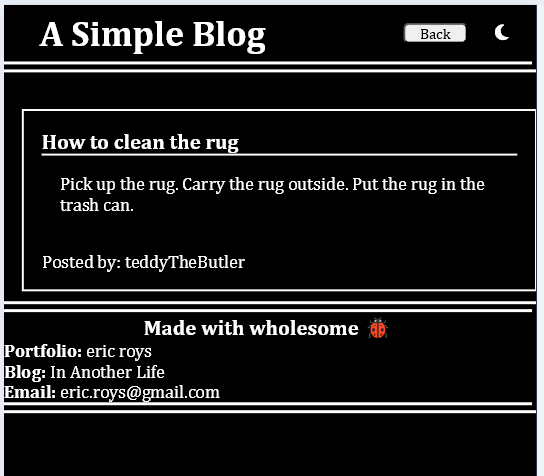 A Simple Blog
Back
How to clean the rug
Pick up the rug. Carry the rug outside. Put the rug in the
trash can.
Posted by: teddyTheButler
Made with wholesome 🐞
Portfolio: eric roys
Blog: In Another Life
Email: eric.roys@gmail.com